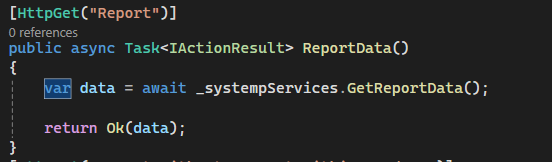 [HttpGet("Report")]
0 references
public async Task<IActionResult> ReportData()
{
var data = await _systempServices.GetReportData();
return Ok(data);
}